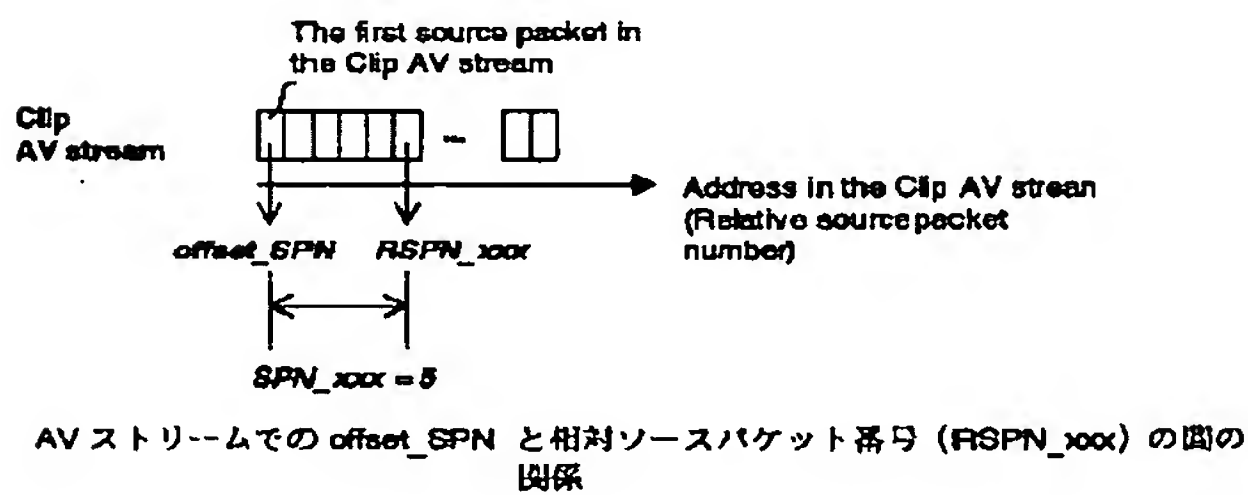 The first source packet in
the Clip AV stream
Clip
AV stream
...
Address in the Clip AV strean
(Relative source packet
number)
offset_SPN RSPN_xxx
SPN_xxx = 5
AV ストリームでの offset_SPN と相対ソースパケット番号 (RSPN_xxx) の間の
関係